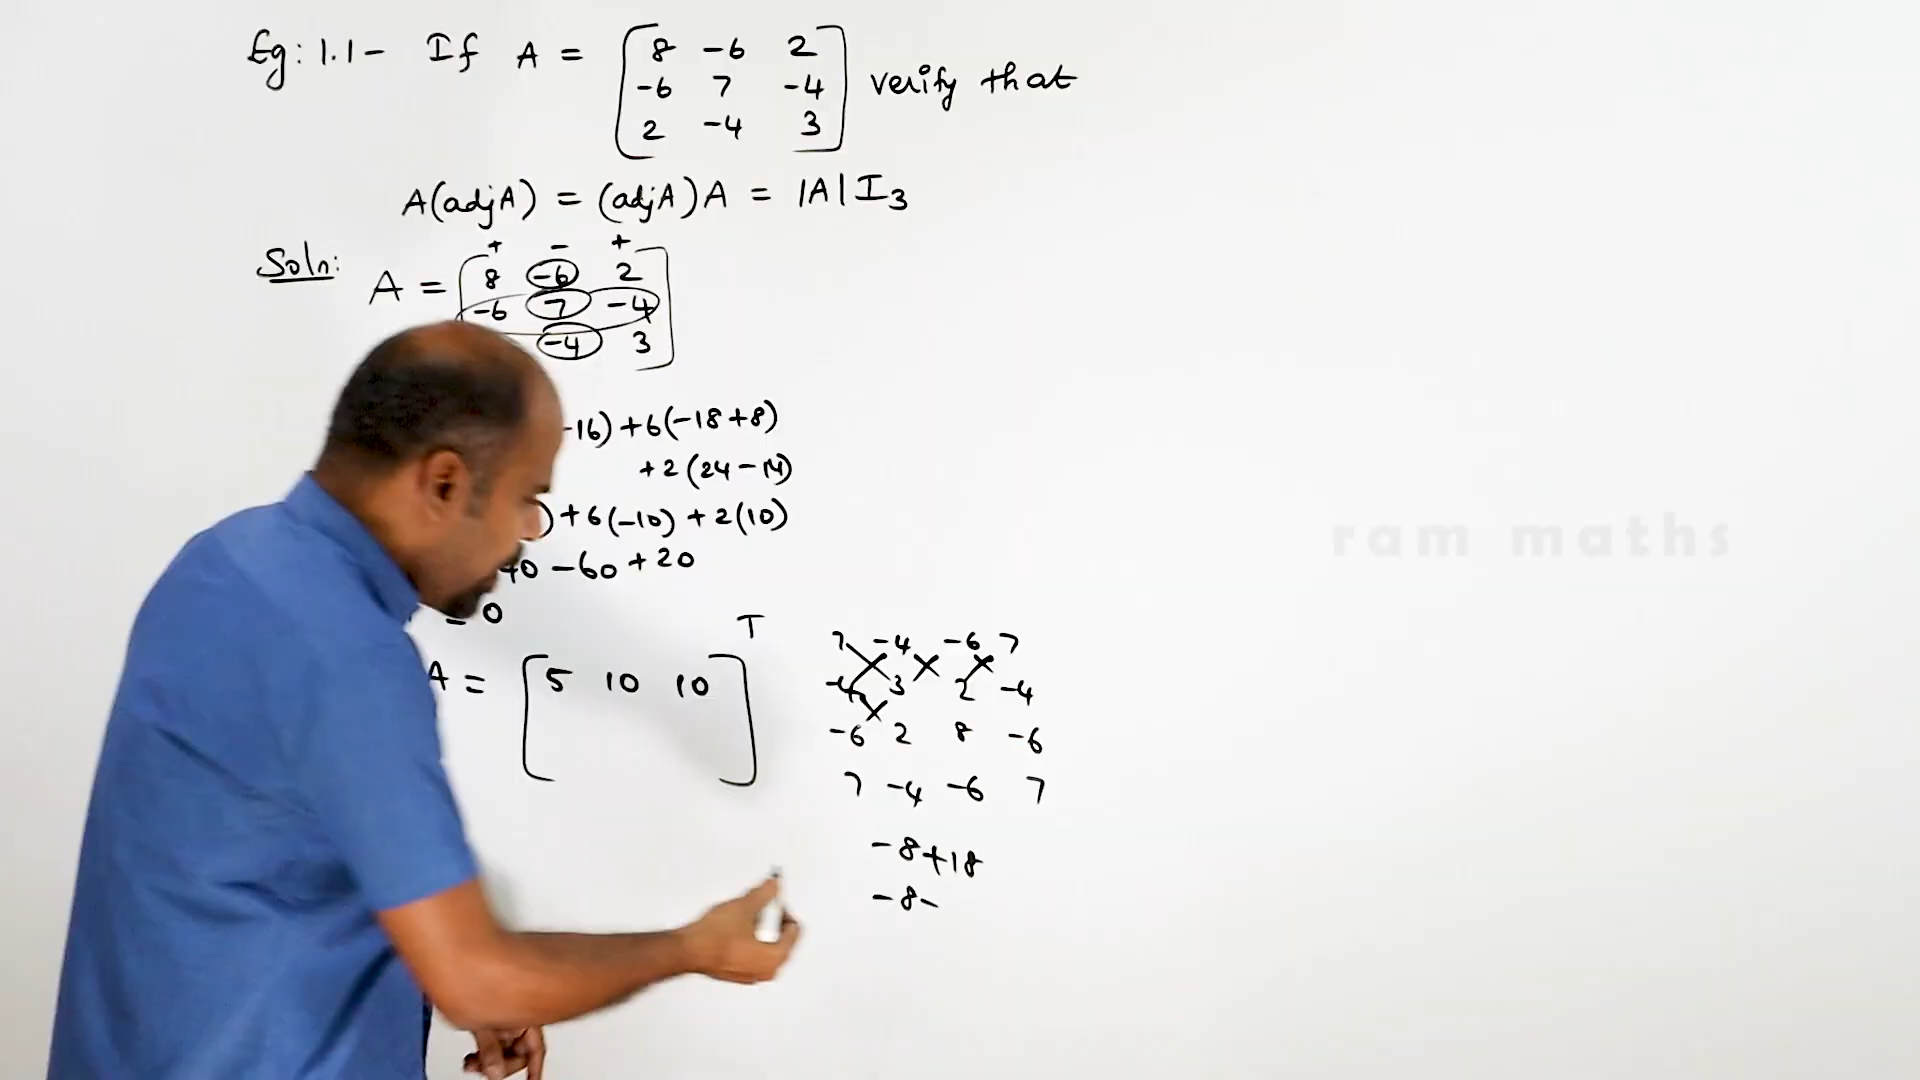 Eg: 1.1- If A = [8 -6 2
-6 7 -4
2 -4 3] verify that
A(adjA) = (adjA)A = |A|I₃
Soln:
+ - +
A = [8 -6 2
-6 7 -4
-4 3]
-16) +6(-18+8)
+2(24-14)
) +6(-10) +2(10)
40 -60 +20
= 0
A = [5 10 10]ᵀ
7 -4 -6 7
-4 3 2 -4
-6 2 8 -6
7 -4 -6 7
-8+18
-8-
ram maths